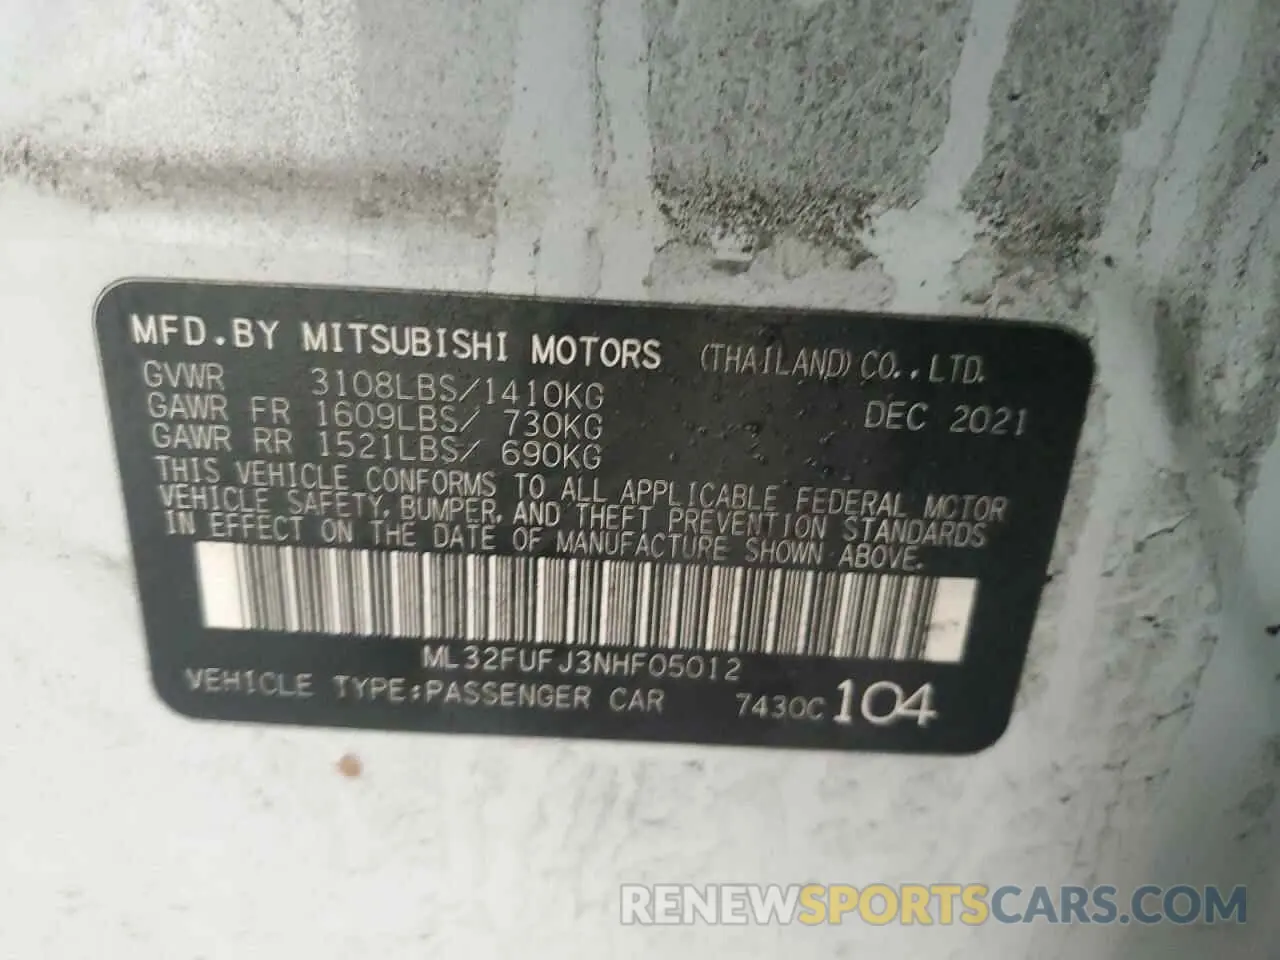 MFD.BY MITSUBISHI MOTORS (THAILAND) CO., LTD.
GVWR 3108LBS/1410KG DEC 2021
GAWR FR 1609LBS/ 730KG
GAWR RR 1521LBS/ 690KG
THIS VEHICLE CONFORMS TO ALL APPLICABLE FEDERAL MOTOR
VEHICLE SAFETY, BUMPER, AND THEFT PREVENTION STANDARDS
IN EFFECT ON THE DATE OF MANUFACTURE SHOWN ABOVE.
ML32FUFJ3NHF05012
VEHICLE TYPE:PASSENGER CAR 7430C 104
RENEWSPORTSCARS.COM